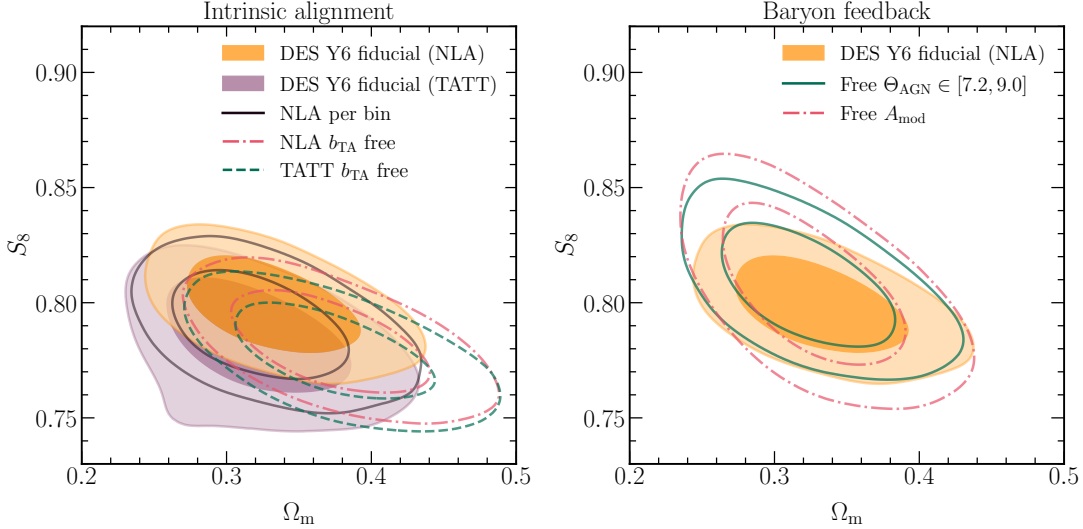 Intrinsic alignment
DES Y6 fiducial (NLA)
DES Y6 fiducial (TATT)
NLA per bin
NLA b_TA free
TATT b_TA free
0.90
0.85
0.80
0.75
S_8
0.2 0.3 0.4 0.5
Ω_m
Baryon feedback
DES Y6 fiducial (NLA)
Free Θ_AGN ∈ [7.2, 9.0]
Free A_mod
0.90
0.85
0.80
0.75
S_8
0.2 0.3 0.4 0.5
Ω_m